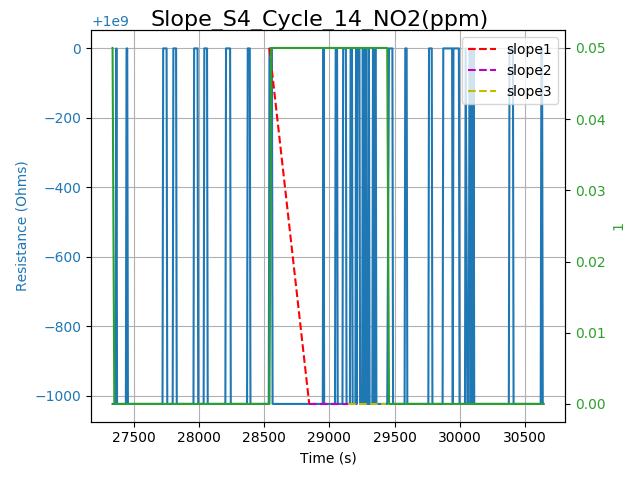 Slope_S4_Cycle_14_NO2(ppm)
+1e9
0
−200
−400
−600
−800
−1000
Resistance (Ohms)
slope1
slope2
slope3
0.05
0.04
0.03
0.02
0.01
0.00
1
27500 28000 28500 29000 29500 30000 30500
Time (s)